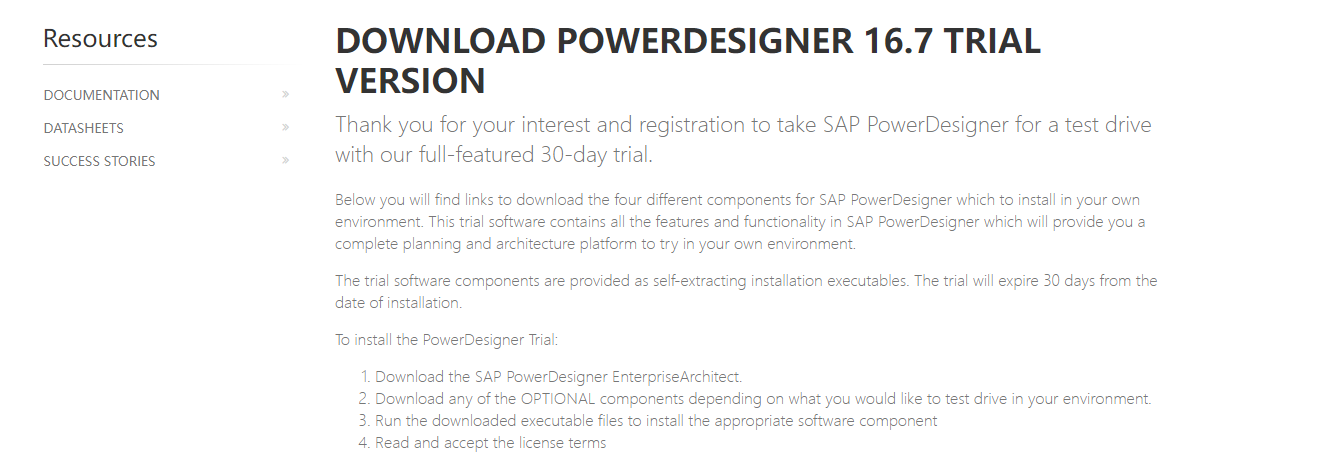 Resources
DOCUMENTATION »
DATASHEETS »
SUCCESS STORIES »
DOWNLOAD POWERDESIGNER 16.7 TRIAL
VERSION
Thank you for your interest and registration to take SAP PowerDesigner for a test drive
with our full-featured 30-day trial.
Below you will find links to download the four different components for SAP PowerDesigner which to install in your own
environment. This trial software contains all the features and functionality in SAP PowerDesigner which will provide you a
complete planning and architecture platform to try in your own environment.
The trial software components are provided as self-extracting installation executables. The trial will expire 30 days from the
date of installation.
To install the PowerDesigner Trial:
1. Download the SAP PowerDesigner EnterpriseArchitect.
2. Download any of the OPTIONAL components depending on what you would like to test drive in your environment.
3. Run the downloaded executable files to install the appropriate software component
4. Read and accept the license terms